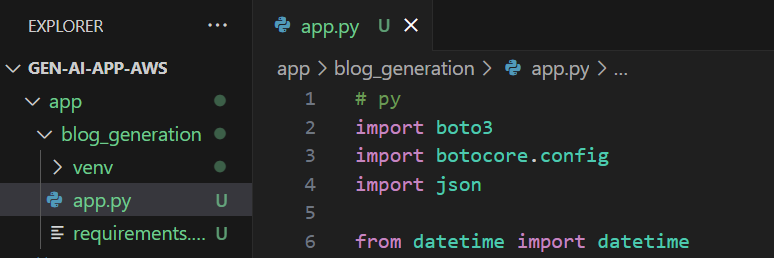 EXPLORER ...
GEN-AI-APP-AWS
app
blog_generation
venv
app.py U
requirements.... U
app.py U
app > blog_generation > app.py > ...
1 # py
2 import boto3
3 import botocore.config
4 import json
5
6 from datetime import datetime